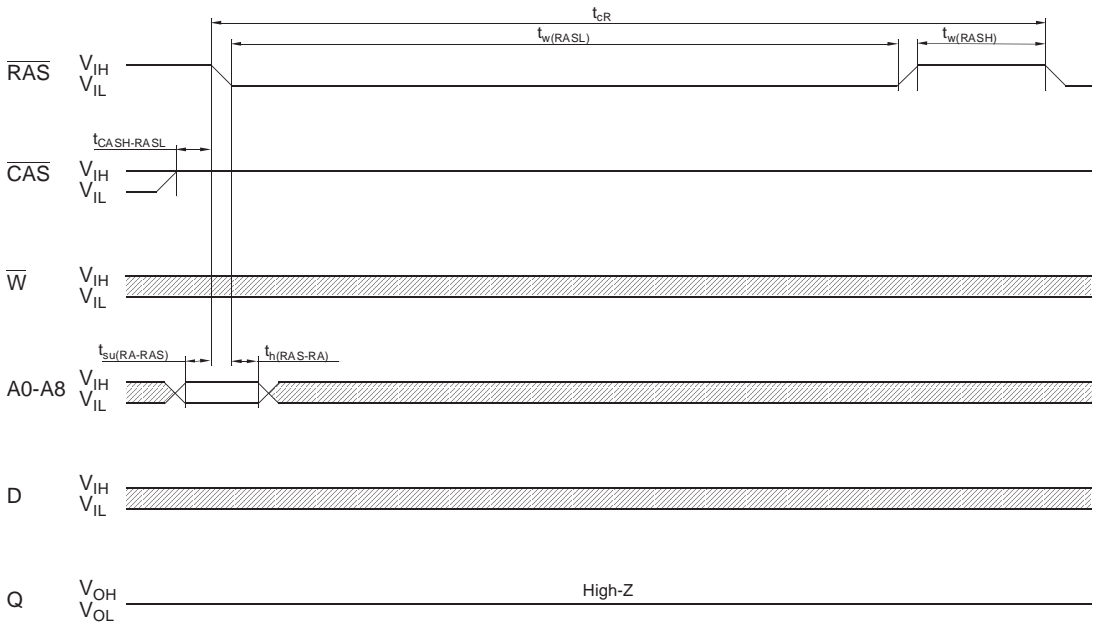 tcR
tw(RASL)
tw(RASH)
RAS VIH
VIL
tCASH-RASL
CAS VIH
VIL
W VIH
VIL
tsu(RA-RAS)
th(RAS-RA)
A0-A8 VIH
VIL
D VIH
VIL
High-Z
Q VOH
VOL